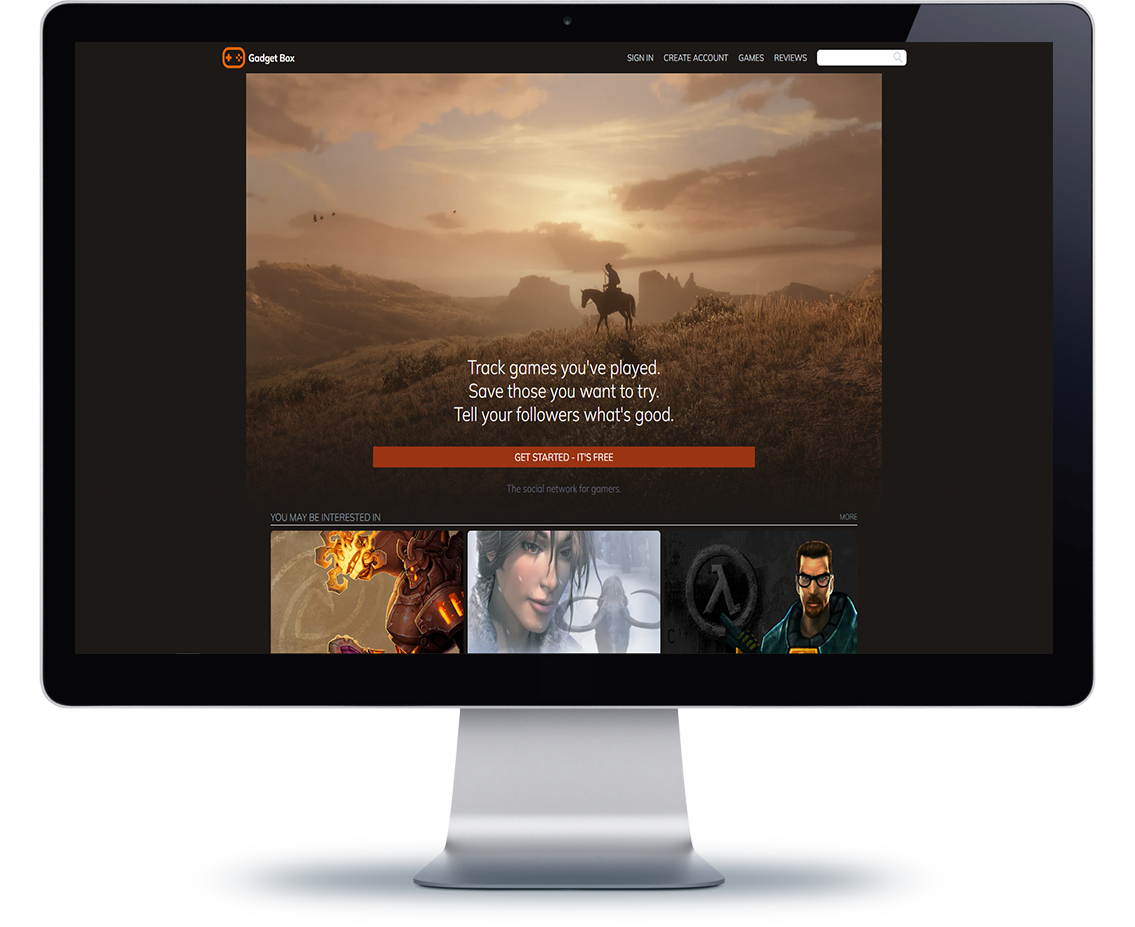 Gadget Box
SIGN IN CREATE ACCOUNT GAMES REVIEWS
Track games you've played.
Save those you want to try.
Tell your followers what's good.
GET STARTED - IT'S FREE
The social network for gamers.
YOU MAY BE INTERESTED IN MORE